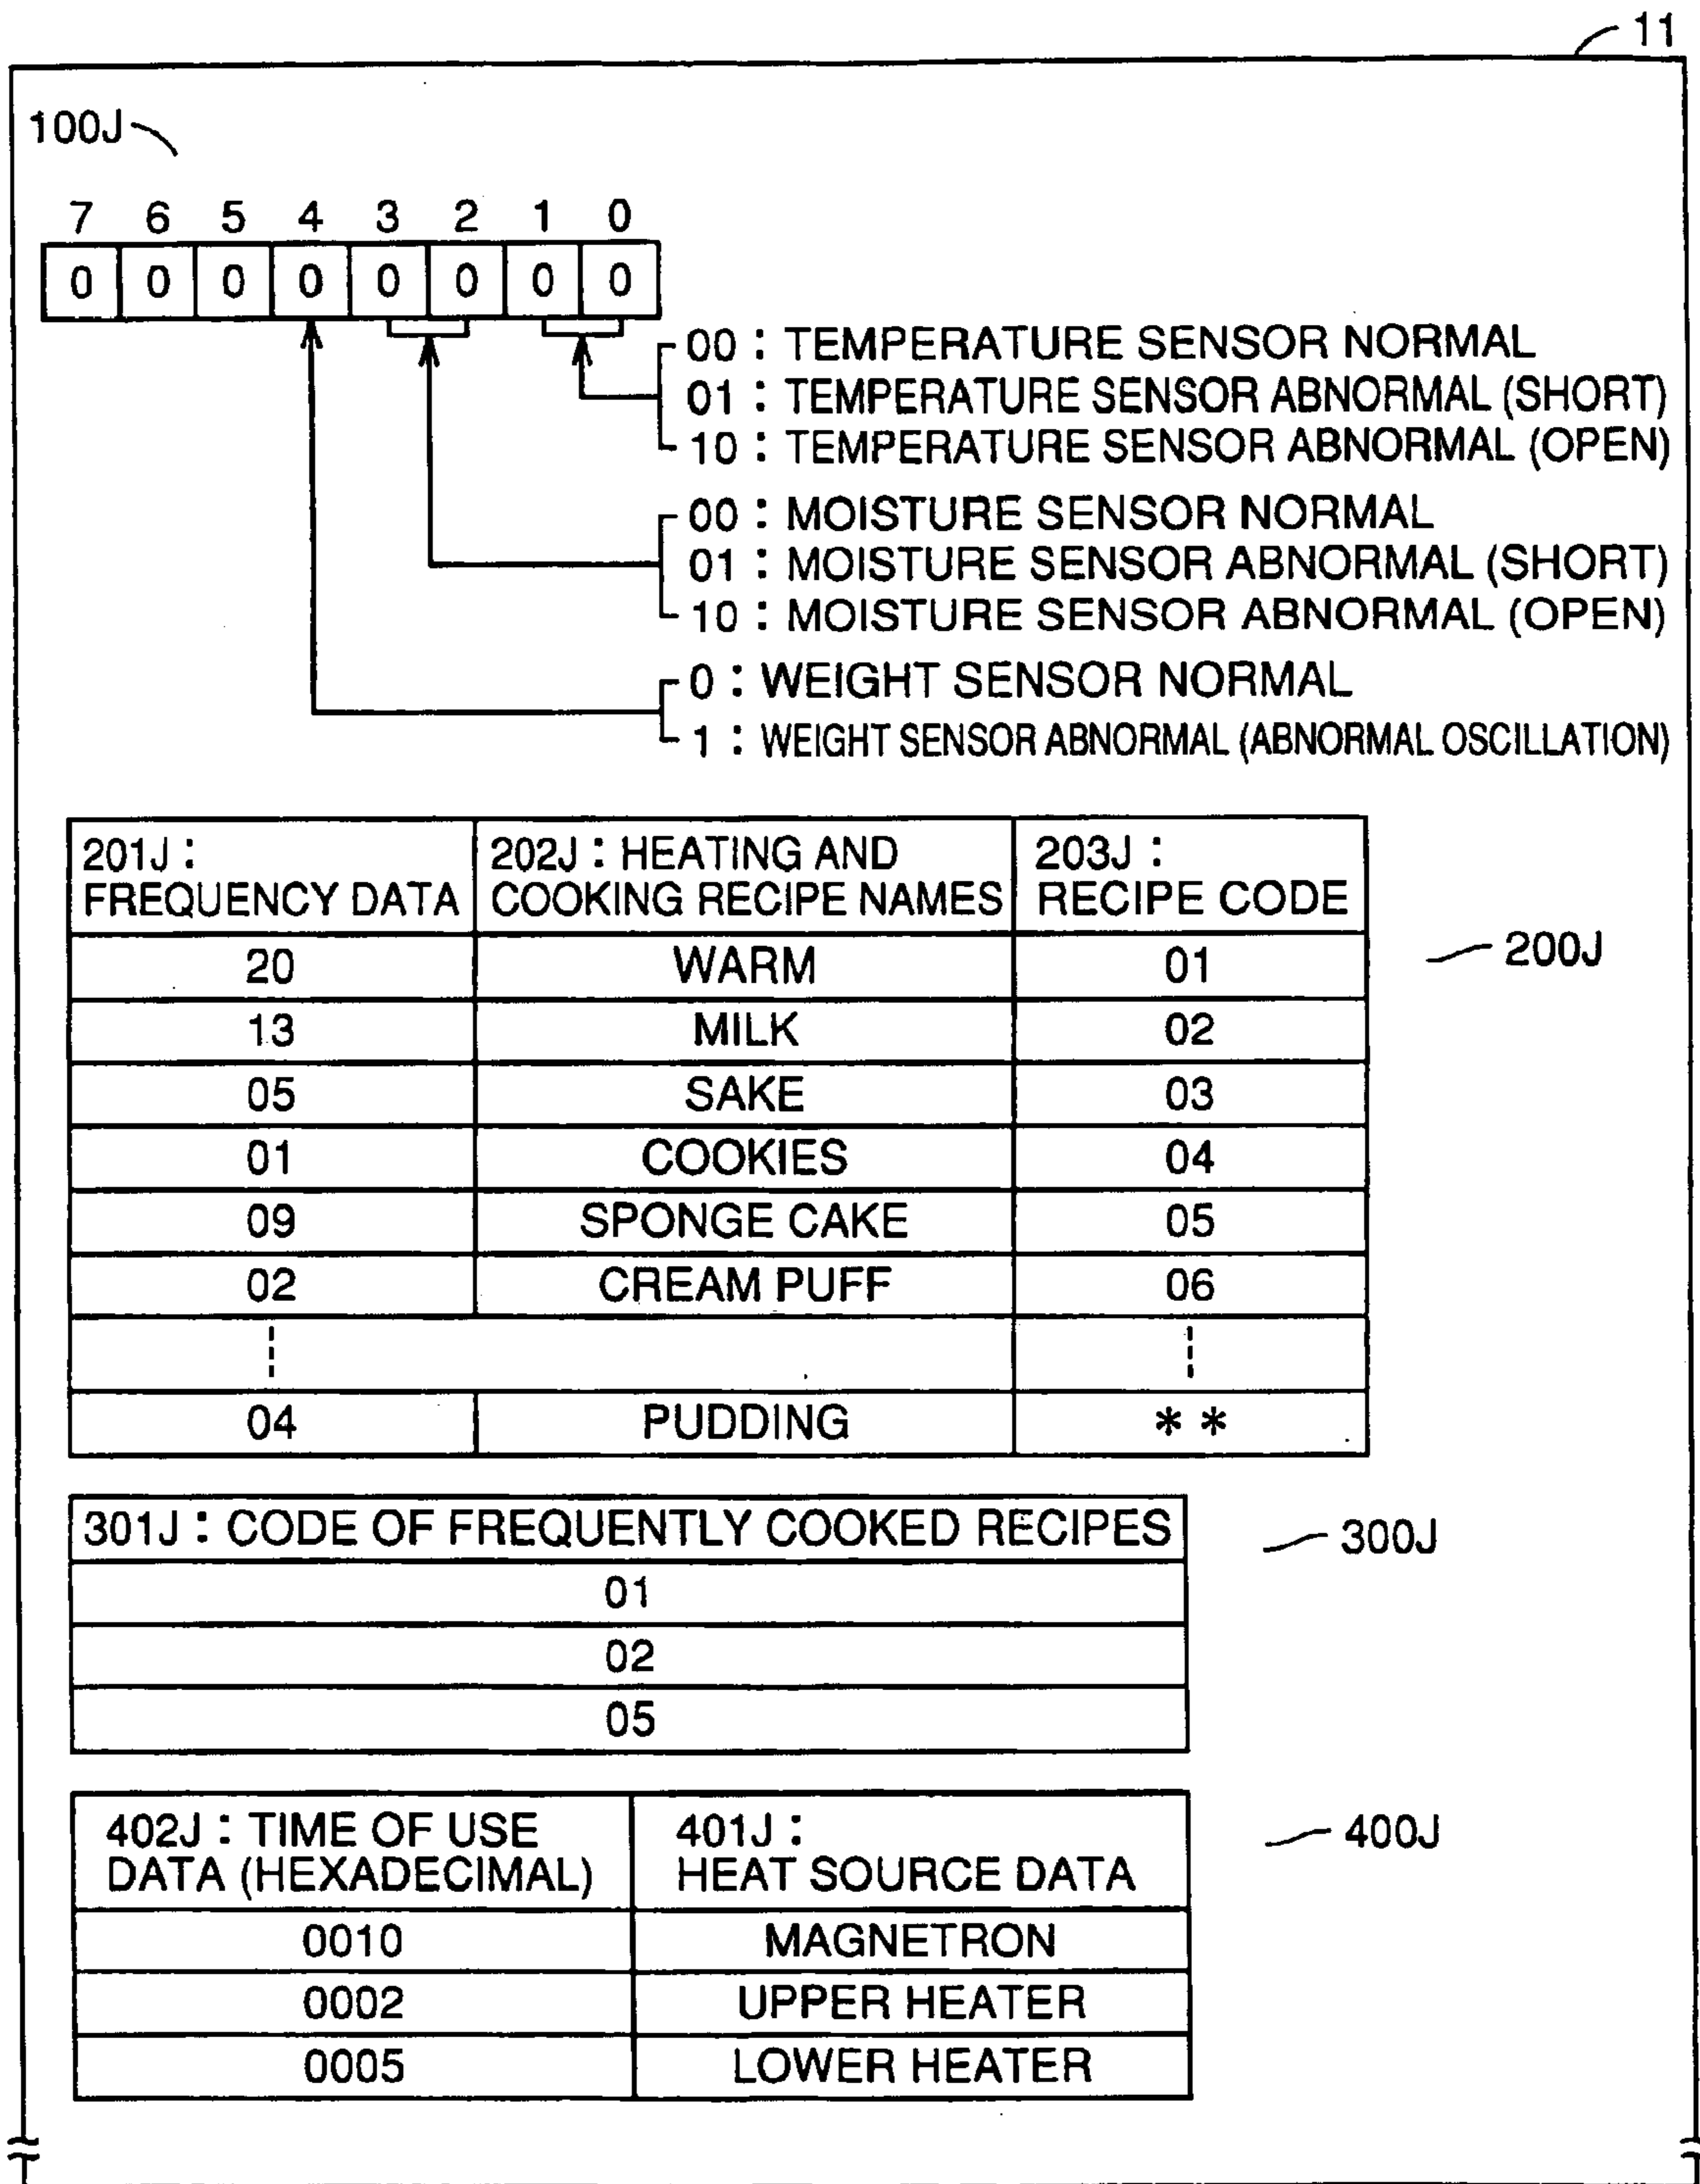 11
100J
7 6 5 4 3 2 1 0
0 0 0 0 0 0 0 0
00 : TEMPERATURE SENSOR NORMAL
01 : TEMPERATURE SENSOR ABNORMAL (SHORT)
10 : TEMPERATURE SENSOR ABNORMAL (OPEN)
00 : MOISTURE SENSOR NORMAL
01 : MOISTURE SENSOR ABNORMAL (SHORT)
10 : MOISTURE SENSOR ABNORMAL (OPEN)
0 : WEIGHT SENSOR NORMAL
1 : WEIGHT SENSOR ABNORMAL (ABNORMAL OSCILLATION)
201J : 202J : HEATING AND 203J :
FREQUENCY DATA COOKING RECIPE NAMES RECIPE CODE
200J
20 WARM 01
13 MILK 02
05 SAKE 03
01 COOKIES 04
09 SPONGE CAKE 05
02 CREAM PUFF 06
04 PUDDING **
301J : CODE OF FREQUENTLY COOKED RECIPES
300J
01
02
05
402J : TIME OF USE 401J :
DATA (HEXADECIMAL) HEAT SOURCE DATA
400J
0010 MAGNETRON
0002 UPPER HEATER
0005 LOWER HEATER